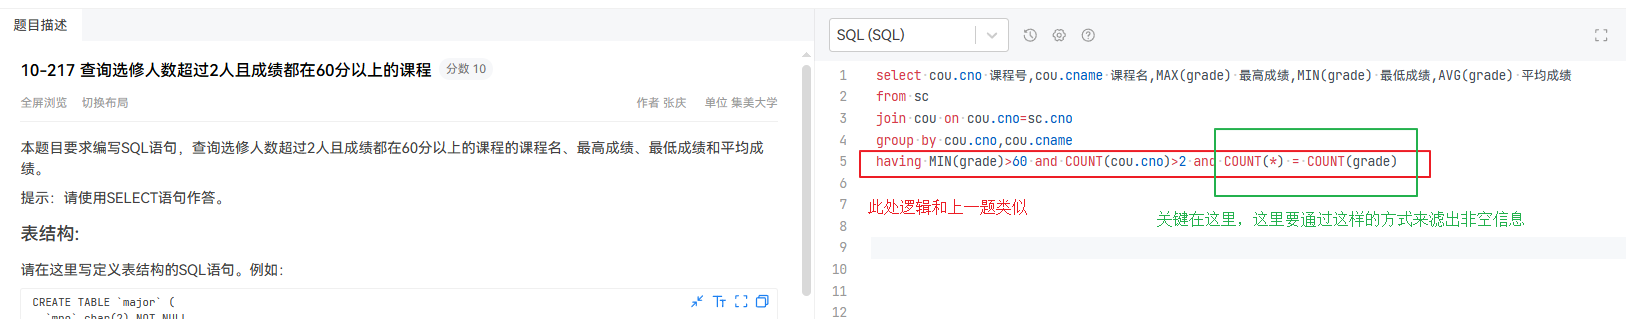 题目描述
10-217 查询选修人数超过2人且成绩都在60分以上的课程 分数 10
全屏浏览 切换布局 作者 张庆 单位 集美大学
本题目要求编写SQL语句，查询选修人数超过2人且成绩都在60分以上的课程的课程名、最高成绩、最低成绩和平均成
绩。
提示：请使用SELECT语句作答。
表结构:
请在这里写定义表结构的SQL语句。例如：
CREATE TABLE `major` (
`mno` char(2) NOT NULL
SQL (SQL)
1 select cou.cno 课程号,cou.cname 课程名,MAX(grade) 最高成绩,MIN(grade) 最低成绩,AVG(grade) 平均成绩
2 from sc
3 join cou on cou.cno=sc.cno
4 group by cou.cno,cou.cname
5 having MIN(grade)>60 and COUNT(cou.cno)>2 and COUNT(*) = COUNT(grade)
6
7
8
9
10
11
12
此处逻辑和上一题类似
关键在这里，这里要通过这样的方式来滤出非空信息